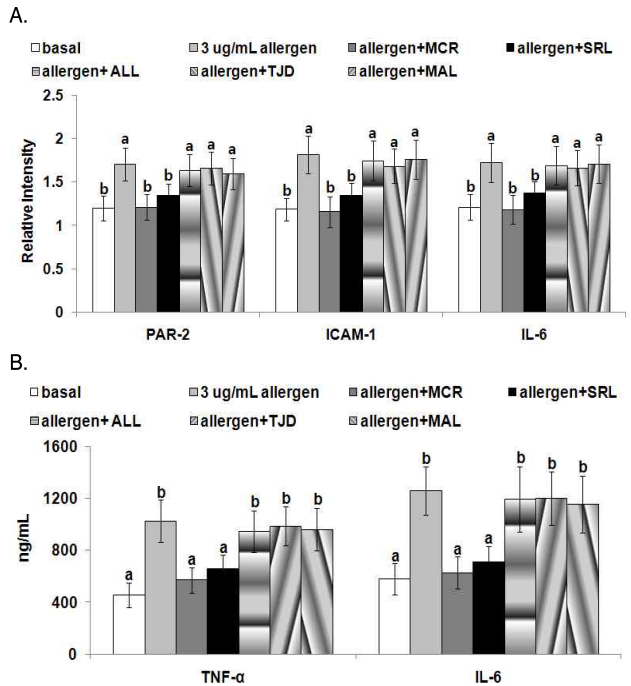 A.
basal 3 ug/mL allergen allergen+MCR allergen+SRL
allergen+ALL allergen+TJD allergen+MAL
2.5
2
1.5
1
0.5
0
Relative Intensity
b a b b a a a
b a b b a a a
b a b b a a a
PAR-2 ICAM-1 IL-6
B.
basal 3 ug/mL allergen allergen+MCR allergen+SRL
allergen+ALL allergen+TJD allergen+MAL
1600
1200
800
400
0
ng/mL
a b a a b b b
a b a a b b b
TNF-α IL-6